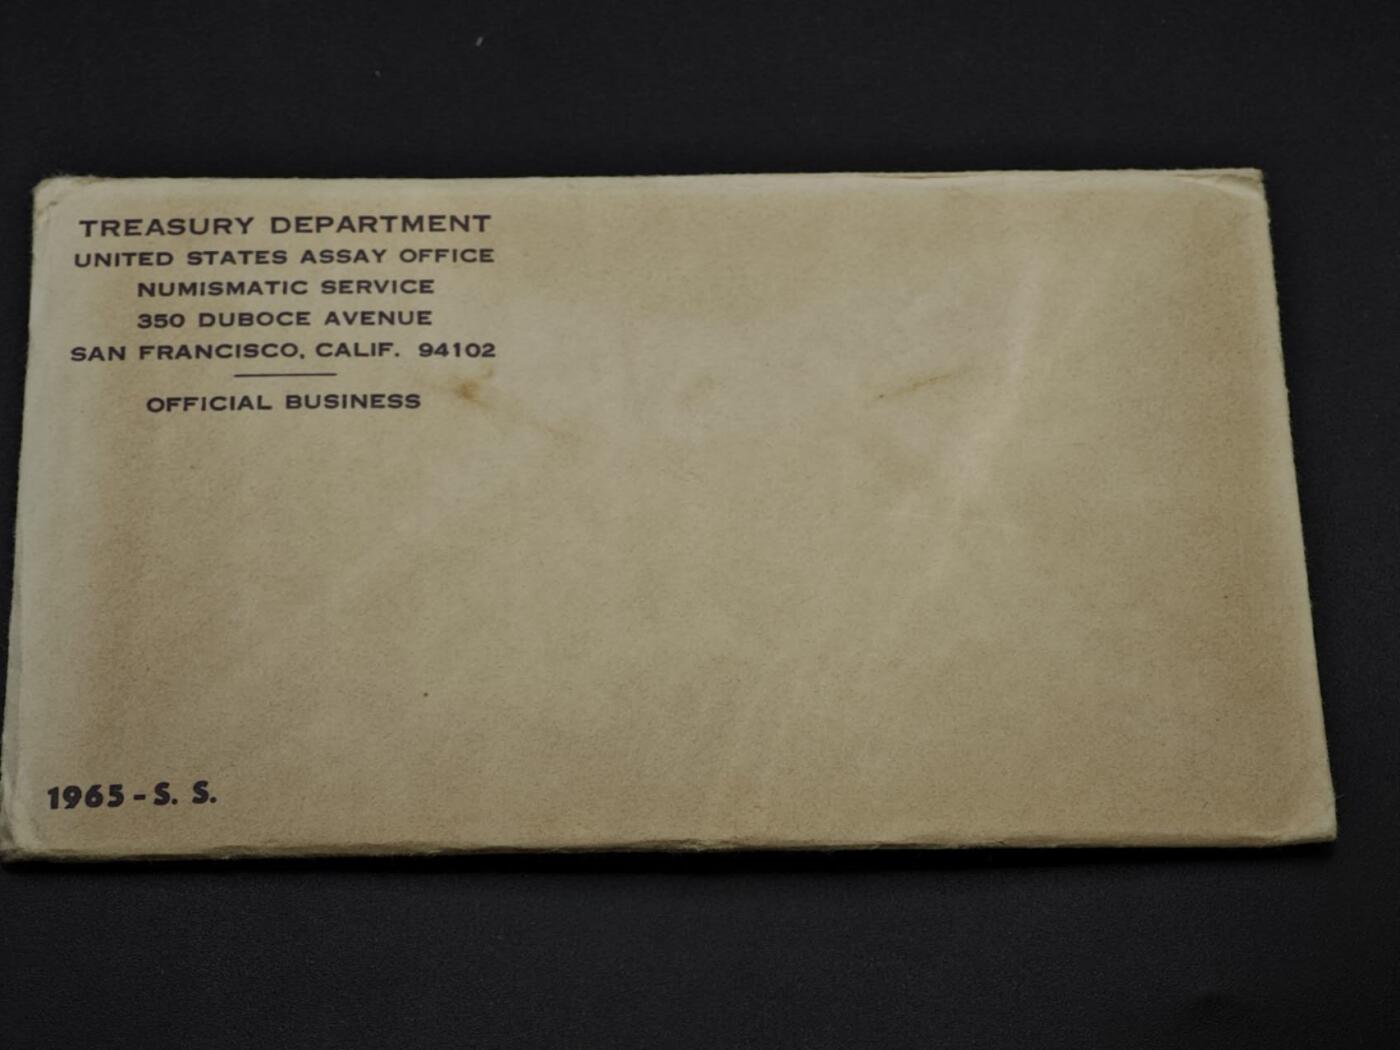 TREASURY DEPARTMENT
UNITED STATES ASSAY OFFICE
NUMISMATIC SERVICE
350 DUBOCE AVENUE
SAN FRANCISCO, CALIF. 94102
OFFICIAL BUSINESS
1965 - S. S.